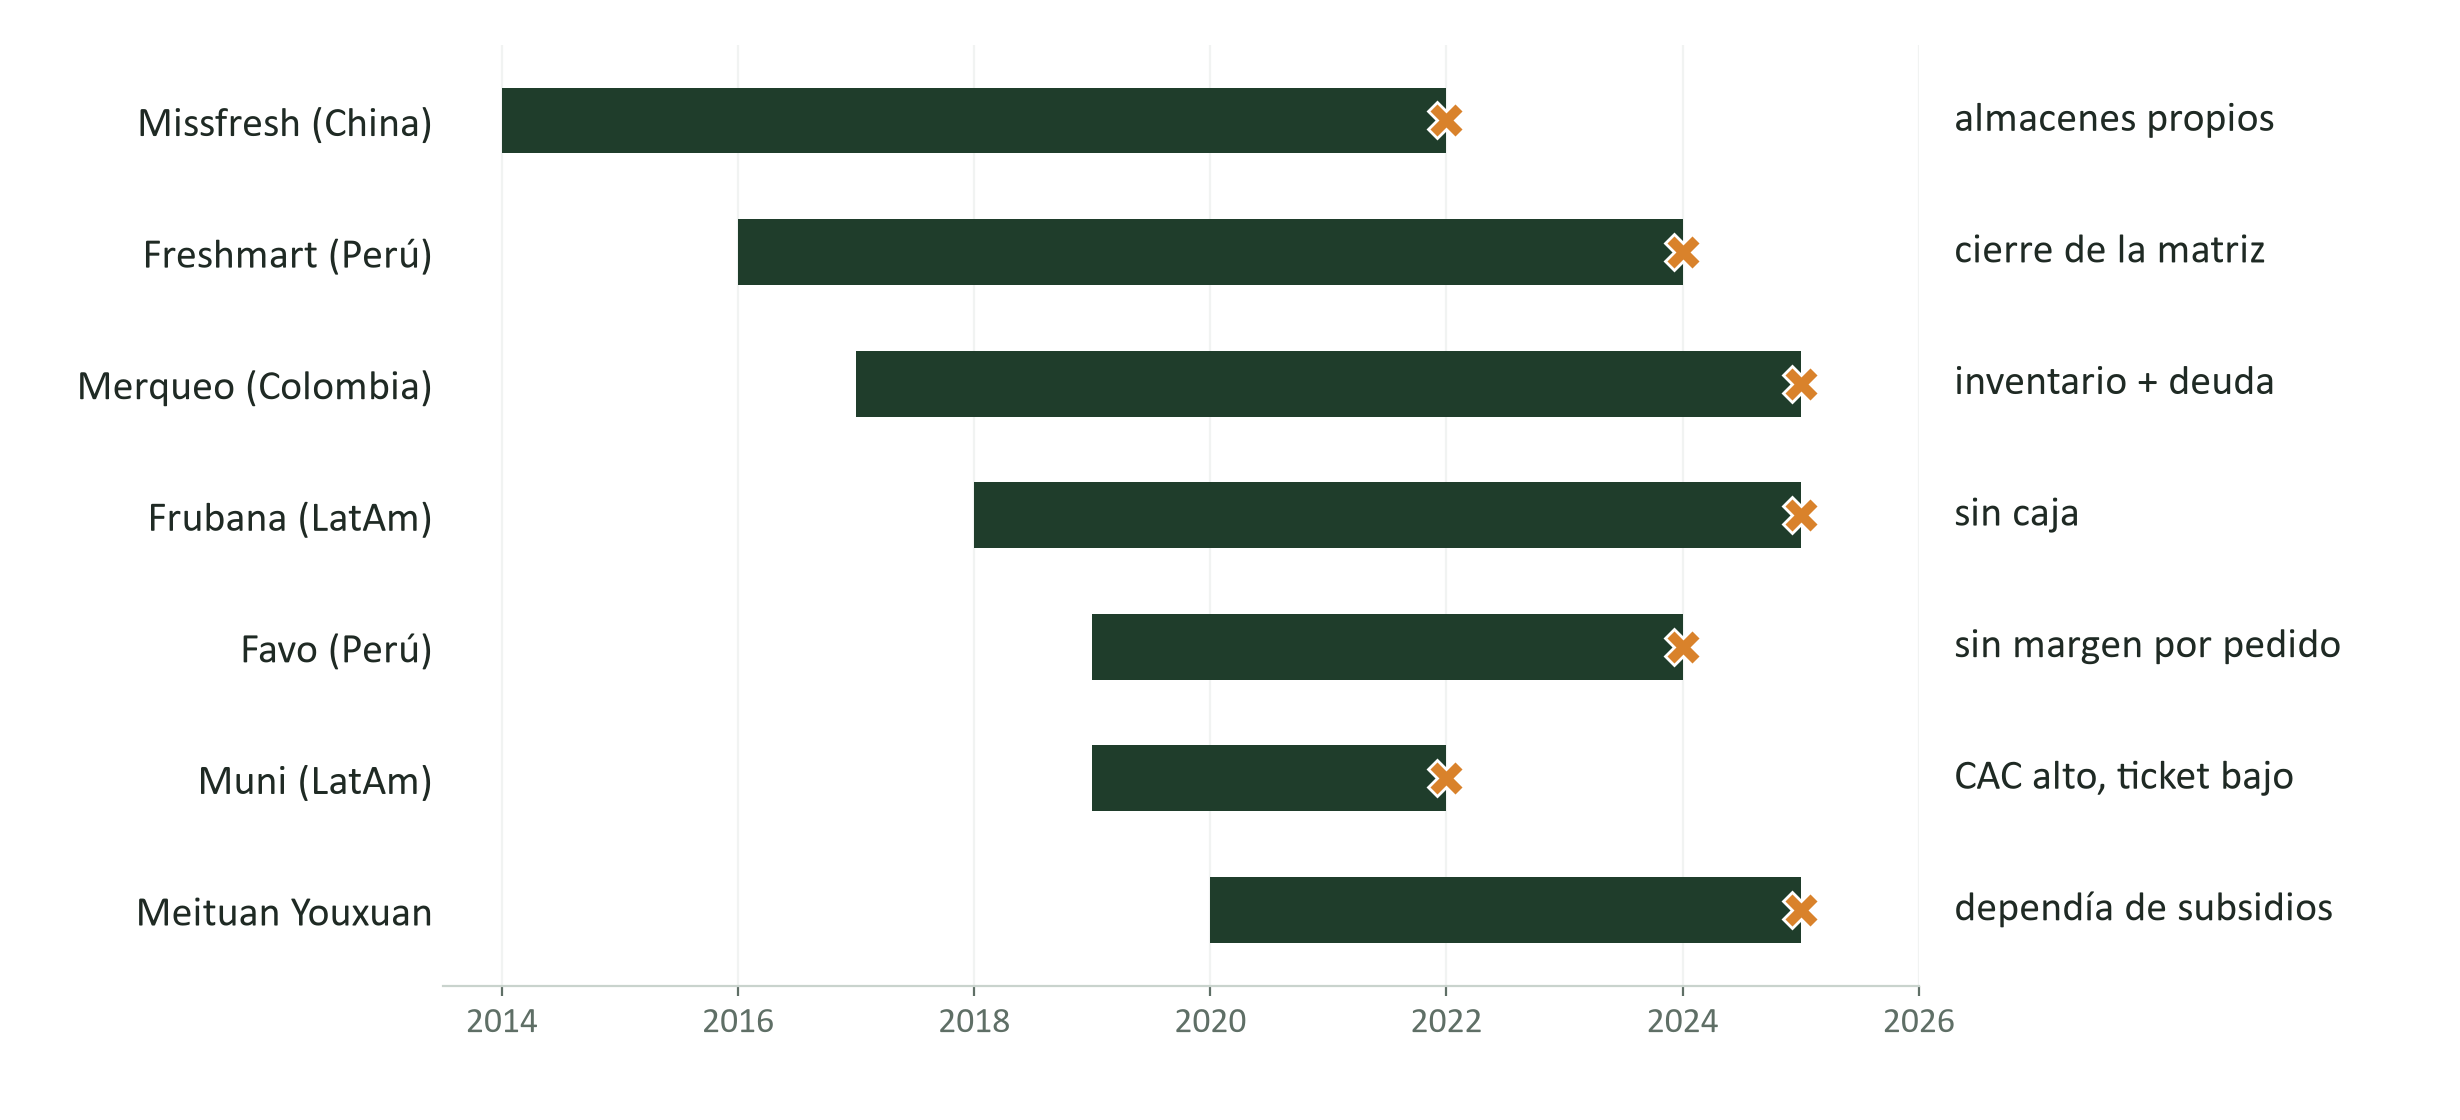 Missfresh (China) almacenes propios
Freshmart (Perú) cierre de la matriz
Merqueo (Colombia) inventario + deuda
Frubana (LatAm) sin caja
Favo (Perú) sin margen por pedido
Muni (LatAm) CAC alto, ticket bajo
Meituan Youxuan dependía de subsidios
2014 2016 2018 2020 2022 2024 2026